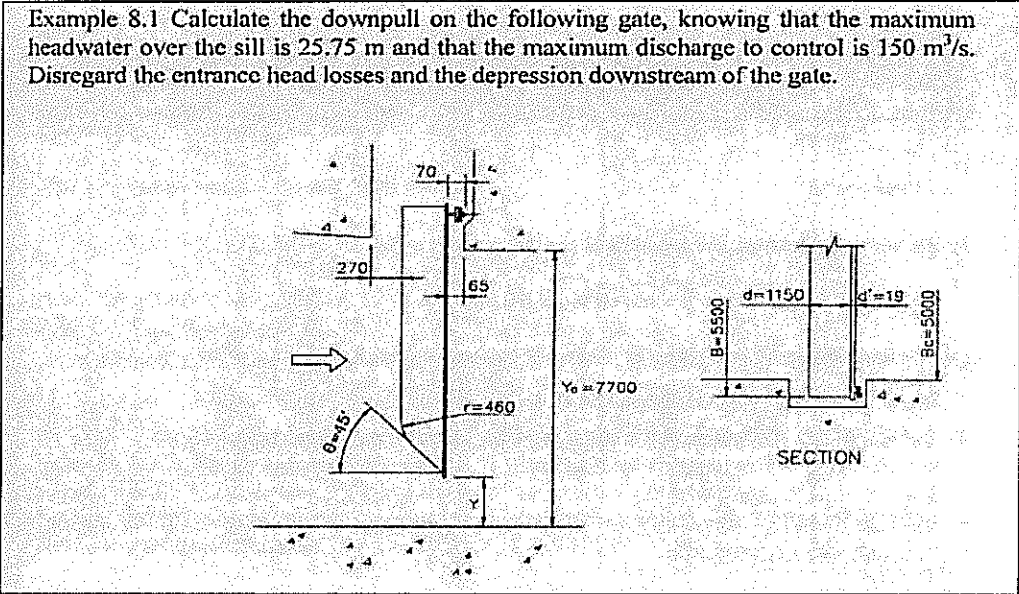 Example 8.1 Calculate the downpull on the following gate, knowing that the maximum
headwater over the sill is 25.75 m and that the maximum discharge to control is 150 m³/s.
Disregard the entrance head losses and the depression downstream of the gate.
70
270
65
d=1150
d'=19
B=5500
Bc=5000
Yo=7700
r=460
θ=45°
SECTION
Y